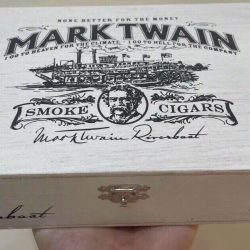 NONE BETTER FOR THE MONEY
MARK TWAIN
I GO TO HEAVEN FOR THE CLIMATE I GO TO HELL FOR THE COMPANY
SMOKE CIGARS
Mark Twain Riverboat
Riverboat